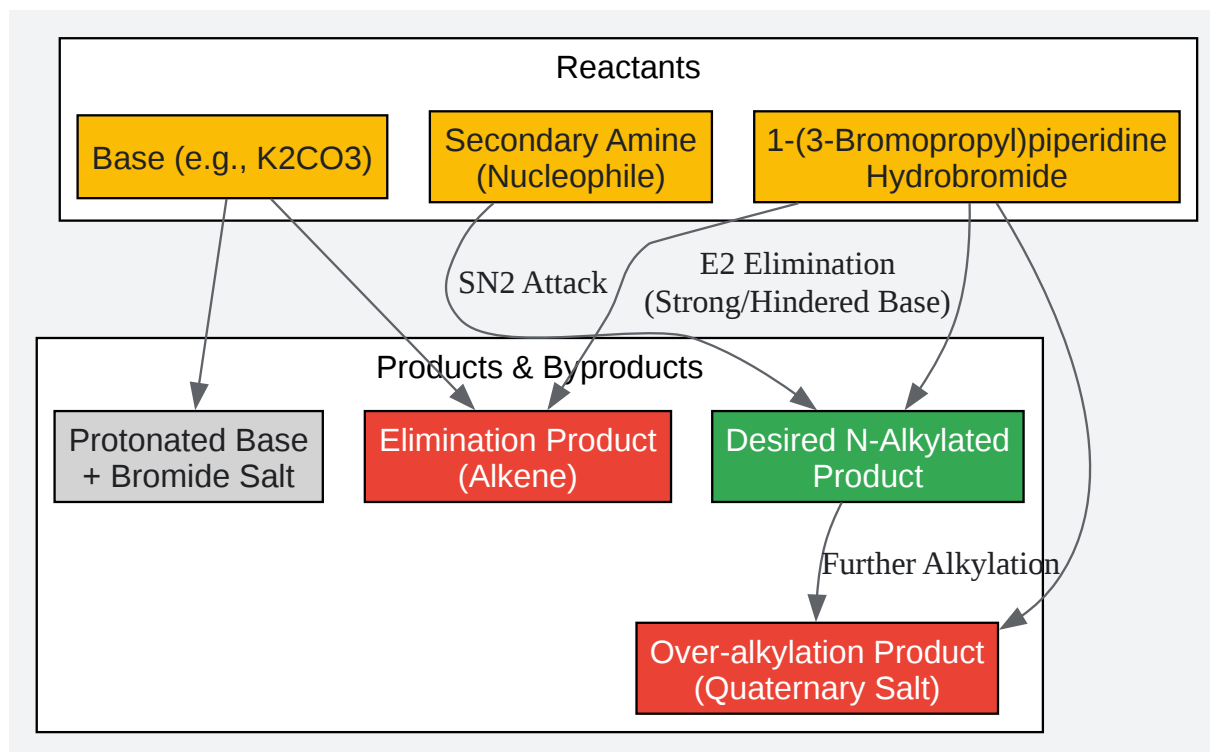 Reactants
Base (e.g., K2CO3)
Secondary Amine
(Nucleophile)
1-(3-Bromopropyl)piperidine
Hydrobromide
SN2 Attack
E2 Elimination
(Strong/Hindered Base)
Products & Byproducts
Protonated Base
+ Bromide Salt
Elimination Product
(Alkene)
Desired N-Alkylated
Product
Further Alkylation
Over-alkylation Product
(Quaternary Salt)